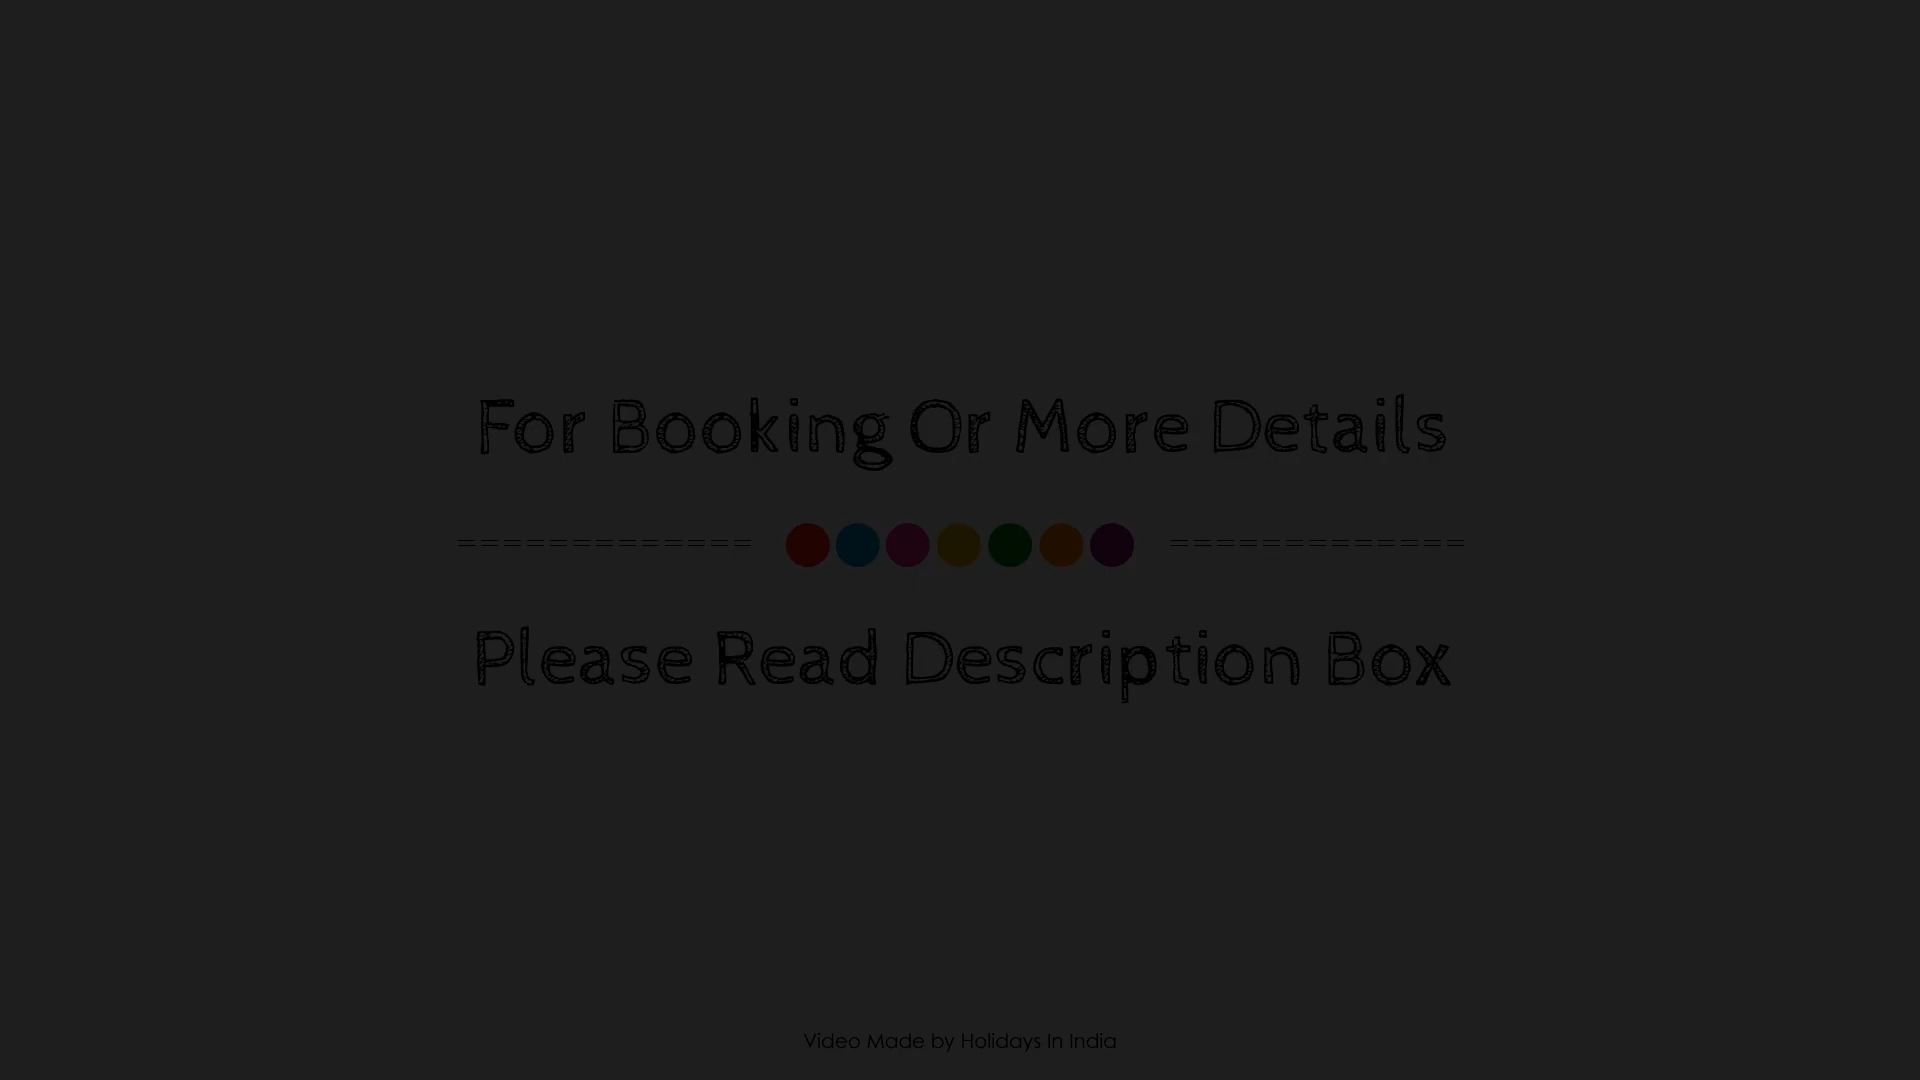 For Booking Or More Details
============= =============
Please Read Description Box
Video Made by Holidays In India